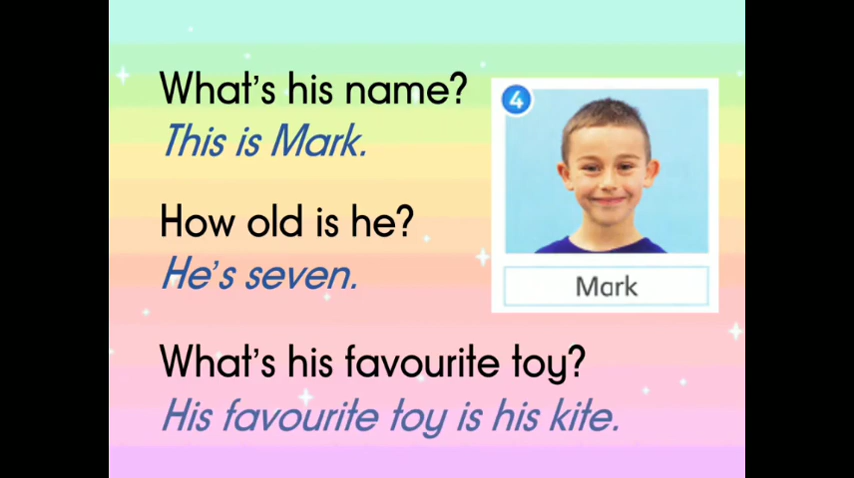 What's his name?
This is Mark.
How old is he?
He's seven.
What's his favourite toy?
His favourite toy is his kite.
4
Mark